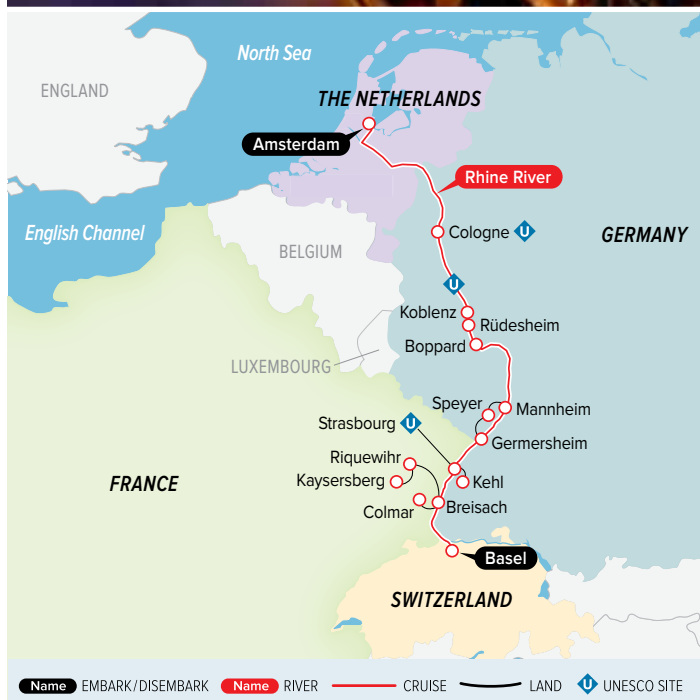 North Sea
ENGLAND
THE NETHERLANDS
Amsterdam
Rhine River
English Channel
Cologne U
GERMANY
BELGIUM
U
Koblenz
Rüdesheim
Boppard
LUXEMBOURG
Speyer
Mannheim
Strasbourg U
Germersheim
Riquewihr
FRANCE
Kaysersberg
Kehl
Colmar
Breisach
Basel
SWITZERLAND
Name EMBARK/DISEMBARK Name RIVER CRUISE LAND U UNESCO SITE